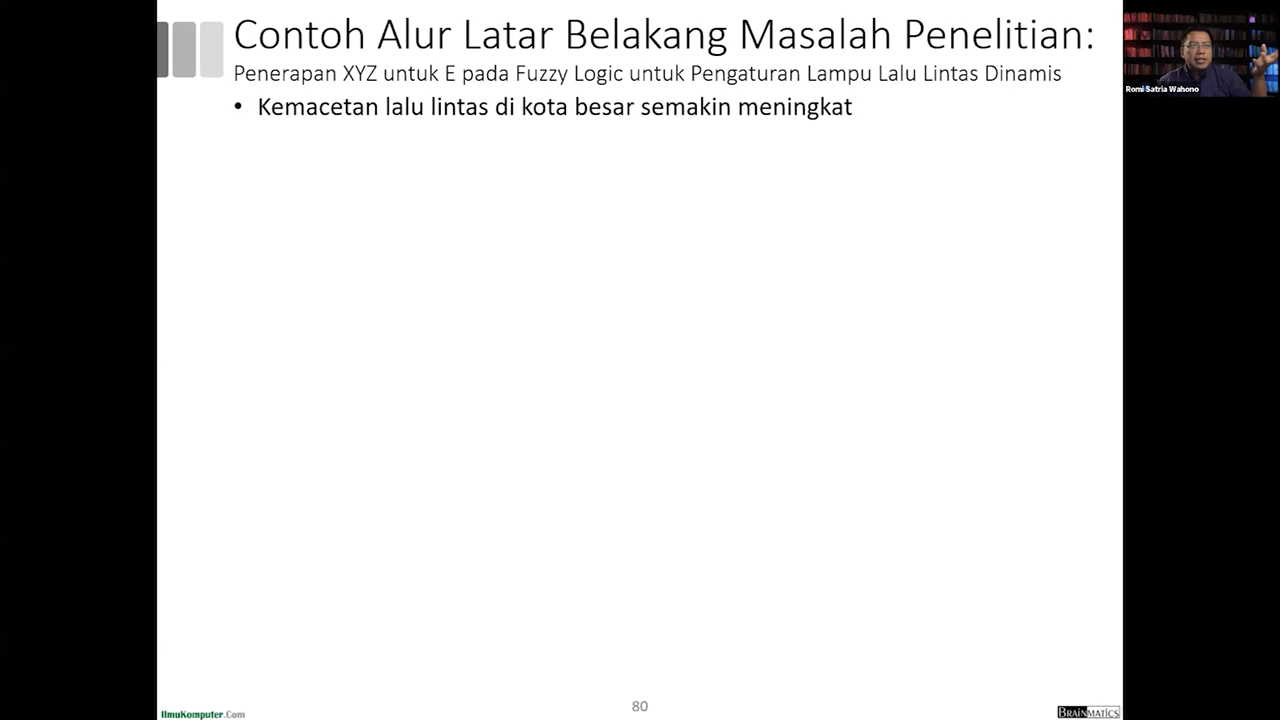 Contoh Alur Latar Belakang Masalah Penelitian:
Penerapan XYZ untuk E pada Fuzzy Logic untuk Pengaturan Lampu Lalu Lintas Dinamis
• Kemacetan lalu lintas di kota besar semakin meningkat
Romi Satria Wahono
IlmuKomputer.Com
80
BRAINMATICS